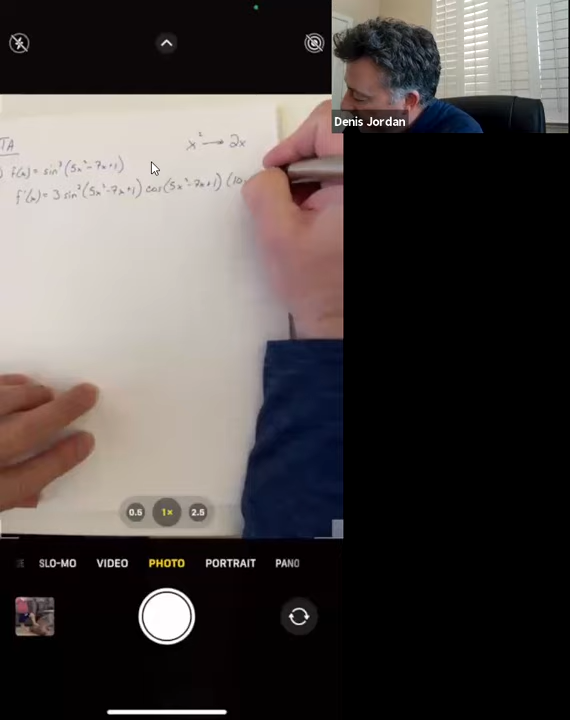 Denis Jordan
TA
x² → 2x
f(x) = sin³(5x²-7x+1)
f'(x) = 3 sin²(5x²-7x+1) cos(5x²-7x+1) (10
0.5 1× 2.5
SLO-MO VIDEO PHOTO PORTRAIT PANO